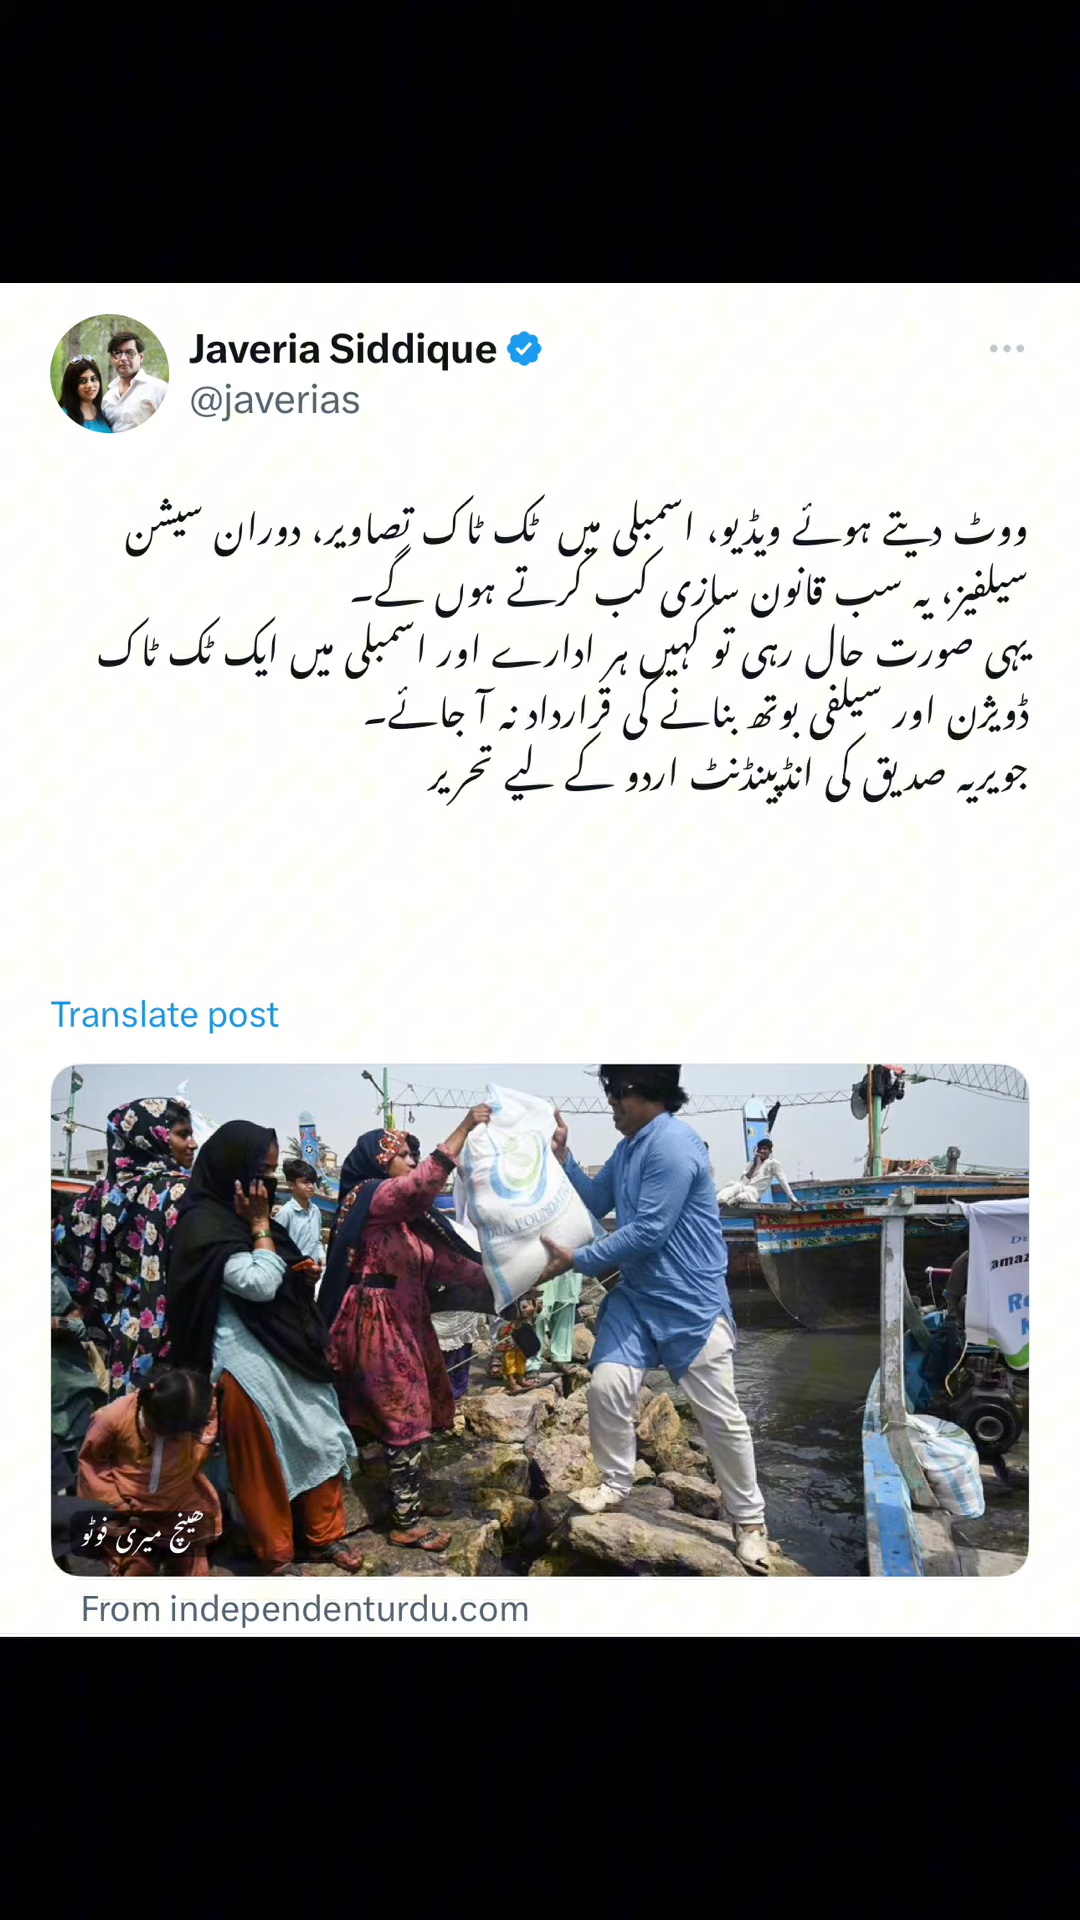 Javeria Siddique
@javerias
ووٹ دیتے ہوئے ویڈیو، اسمبلی میں ٹک ٹاک تصاویر، دوران سیشن
سیلفیز، یہ سب قانون سازی کب کرتے ہوں گے۔
یہی صورت حال رہی تو کہیں ہر ادارے اور اسمبلی میں ایک ٹک ٹاک
ڈویژن اور سیلفی بوتھ بنانے کی قرارداد نہ آ جائے۔
جویریہ صدیق کی انڈپینڈنٹ اردو کے لیے تحریر
Translate post
FOUNDATION
amaz
ھینچ میری فوٹو
From independenturdu.com